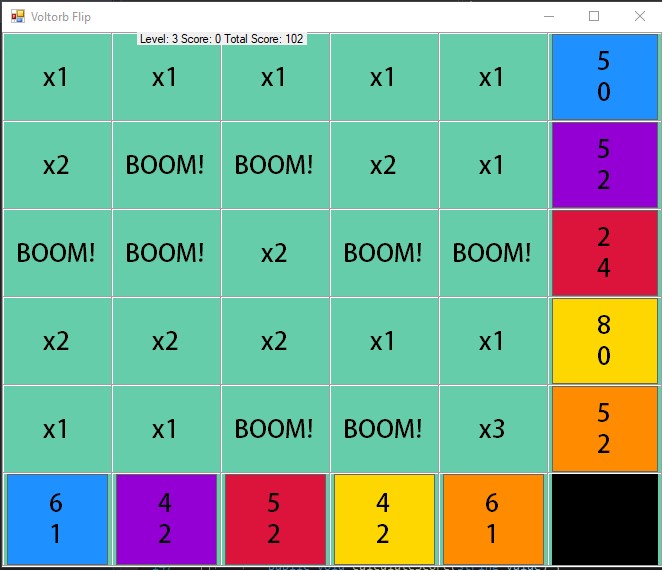 Voltorb Flip
Level: 3 Score: 0 Total Score: 102
x1 x1 x1 x1 x1 5
0
x2 BOOM! BOOM! x2 x1 5
2
BOOM! BOOM! x2 BOOM! BOOM! 2
4
x2 x2 x2 x1 x1 8
0
x1 x1 BOOM! BOOM! x3 5
2
6 4 5 4 6
1 2 2 2 1